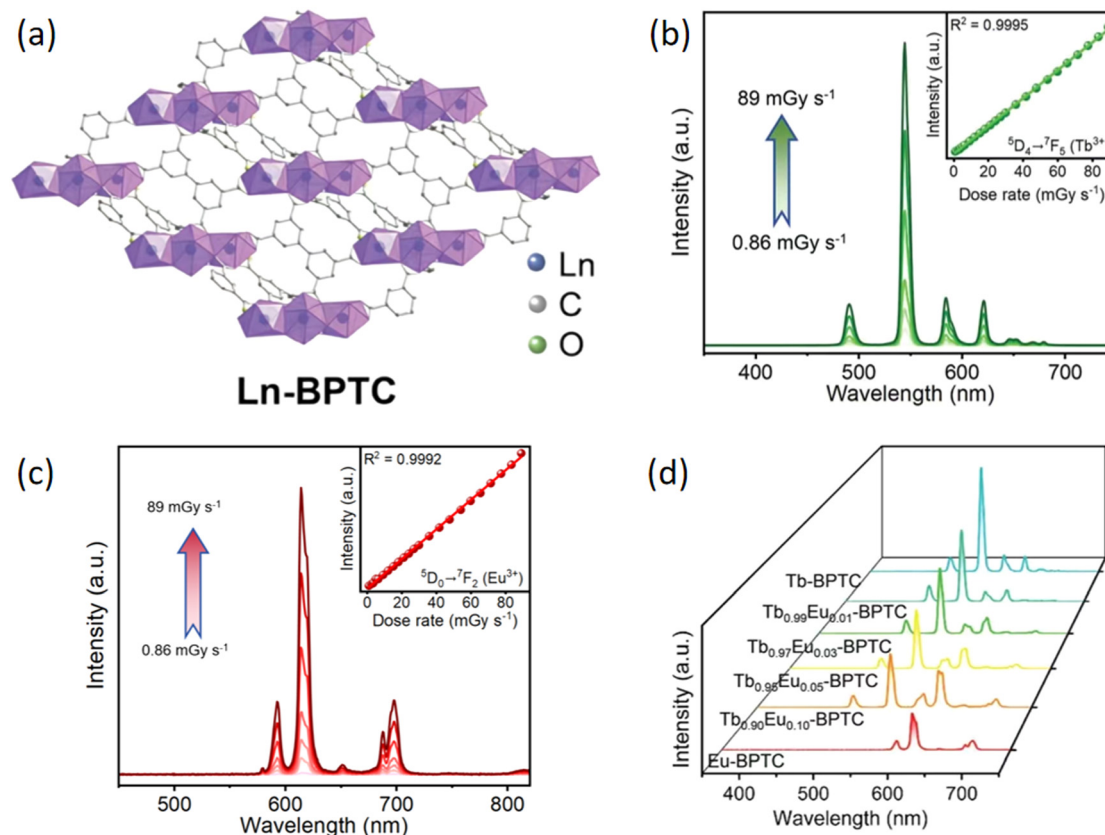 (a)
Ln
C
O
Ln-BPTC
(b)
Intensity (a.u.)
89 mGy s⁻¹
0.86 mGy s⁻¹
R² = 0.9995
Intensity (a.u.)
⁵D₄→⁷F₅ (Tb³⁺
0 20 40 60 80
Dose rate (mGy s⁻¹)
400 500 600 700
Wavelength (nm)
(c)
Intensity (a.u.)
89 mGy s⁻¹
0.86 mGy s⁻¹
R² = 0.9992
Intensity (a.u.)
⁵D₀→⁷F₂ (Eu³⁺)
0 20 40 60 80
Dose rate (mGy s⁻¹)
500 600 700 800
Wavelength (nm)
(d)
Intensity (a.u.)
Tb-BPTC
Tb₀.₉₉Eu₀.₀₁-BPTC
Tb₀.₉₇Eu₀.₀₃-BPTC
Tb₀.₉₅Eu₀.₀₅-BPTC
Tb₀.₉₀Eu₀.₁₀-BPTC
Eu-BPTC
400 500 600 700
Wavelength (nm)